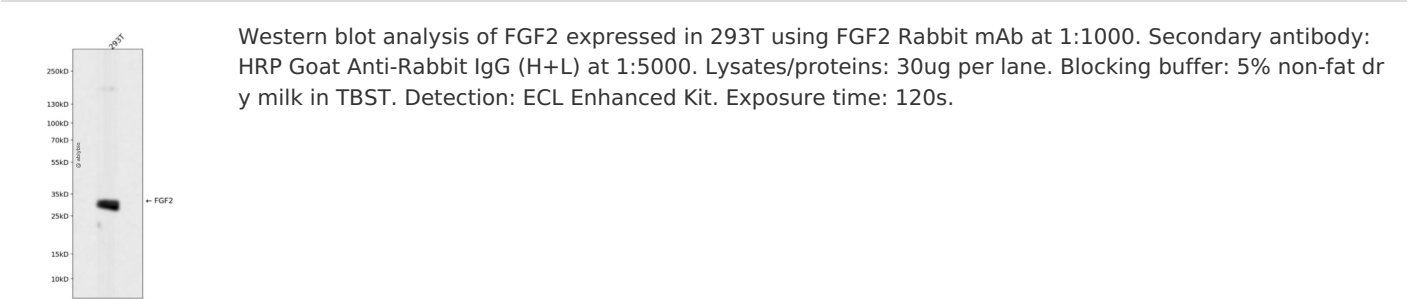 293T
Western blot analysis of FGF2 expressed in 293T using FGF2 Rabbit mAb at 1:1000. Secondary antibody:
HRP Goat Anti-Rabbit IgG (H+L) at 1:5000. Lysates/proteins: 30ug per lane. Blocking buffer: 5% non-fat dr
y milk in TBST. Detection: ECL Enhanced Kit. Exposure time: 120s.
250kD
130kD
100kD
70kD
55kD
35kD
25kD
15kD
10kD
@ abybio
← FGF2